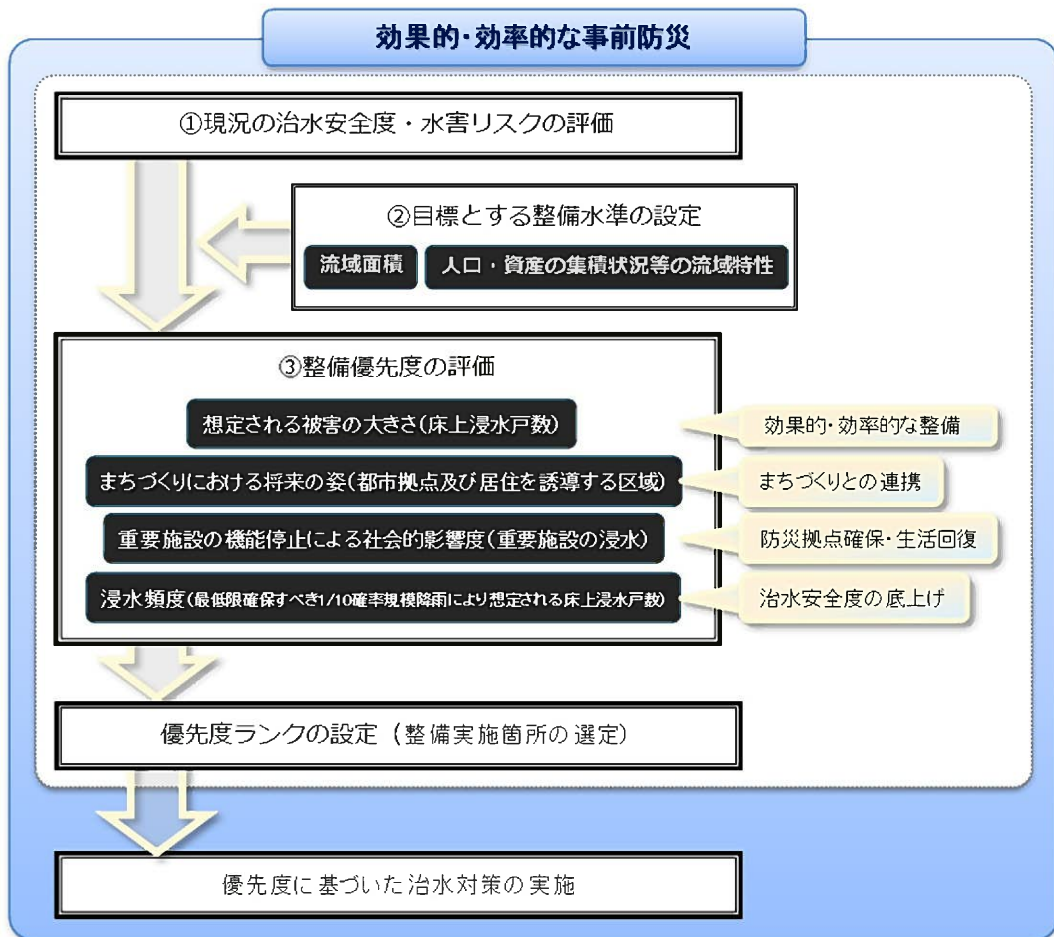 効果的･効率的な事前防災
①現況の治水安全度・水害リスクの評価
②目標とする整備水準の設定
流域面積
人口・資産の集積状況等の流域特性
③整備優先度の評価
想定される被害の大きさ(床上浸水戸数)
効果的･効率的な整備
まちづくりにおける将来の姿(都市拠点及び居住を誘導する区域)
まちづくりとの連携
重要施設の機能停止による社会的影響度(重要施設の浸水)
防災拠点確保･生活回復
浸水頻度(最低限確保すべき1/10確率規模降雨により想定される床上浸水戸数)
治水安全度の底上げ
優先度ランクの設定（整備実施箇所の選定）
優先度に基づいた治水対策の実施